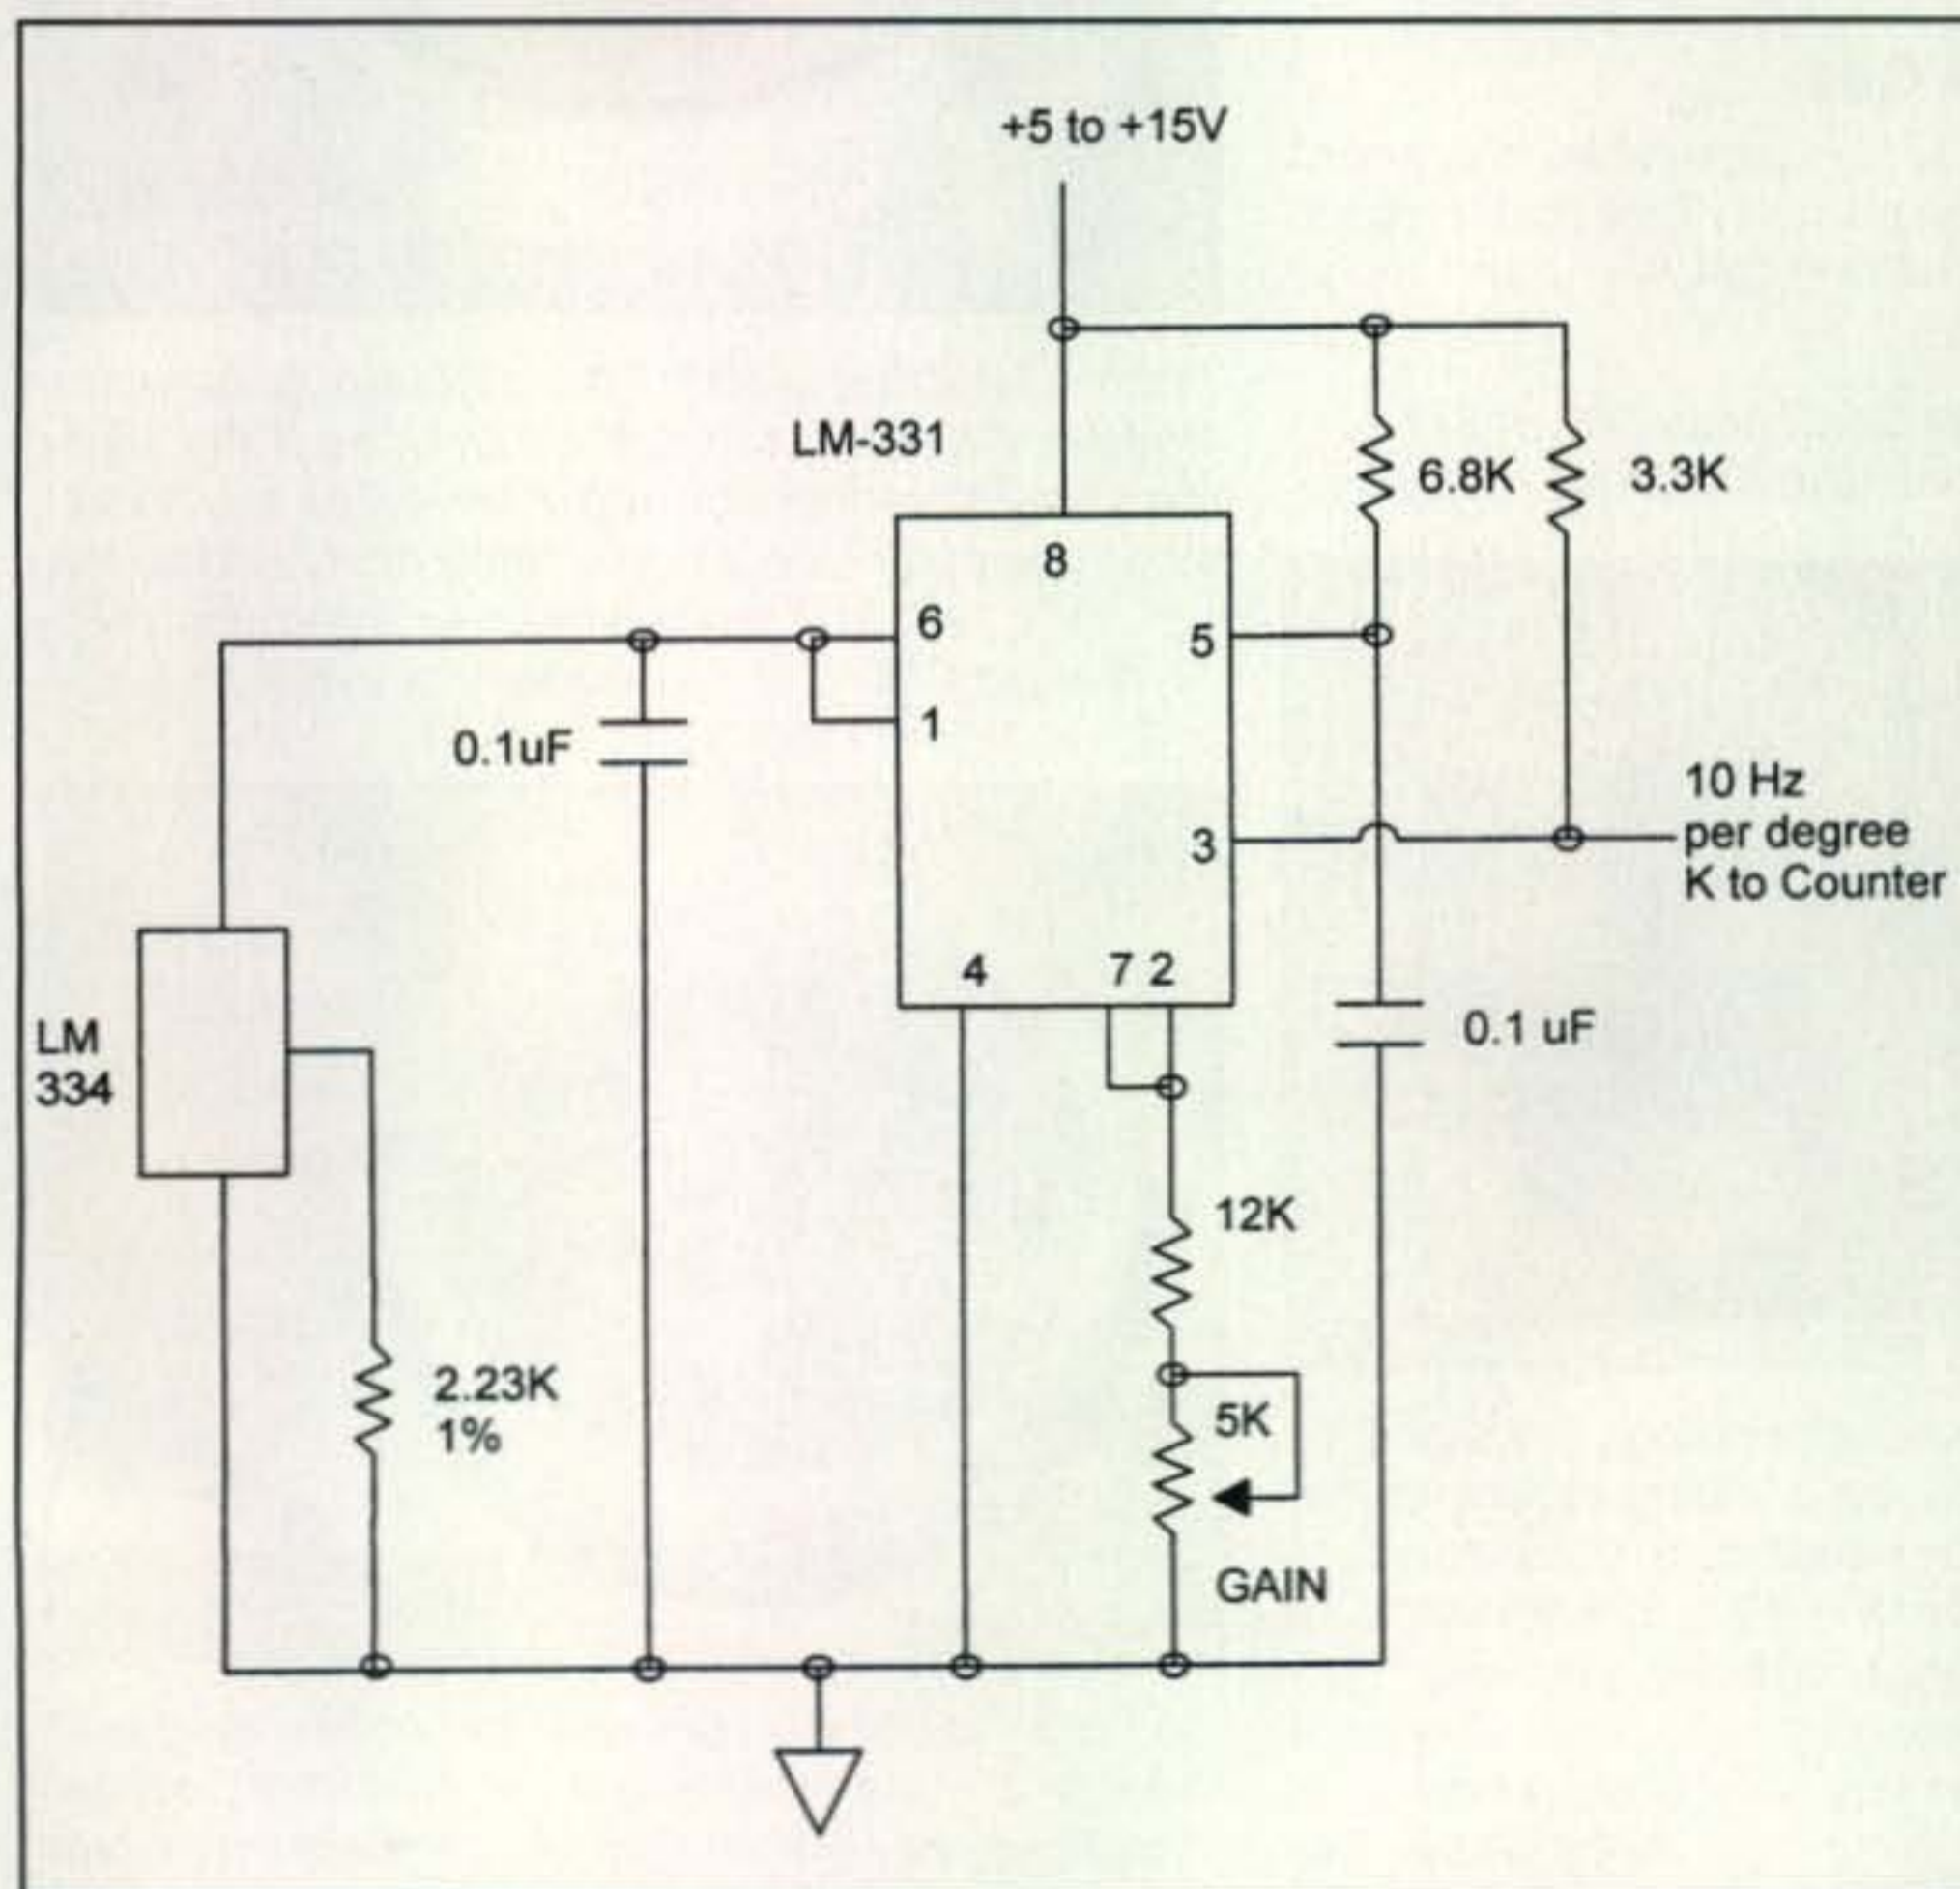 +5 to +15V
LM-331
6.8K
3.3K
8
6
5
1
0.1uF
10 Hz
per degree
K to Counter
3
4
7 2
LM
334
0.1 uF
12K
2.23K
1%
5K
GAIN